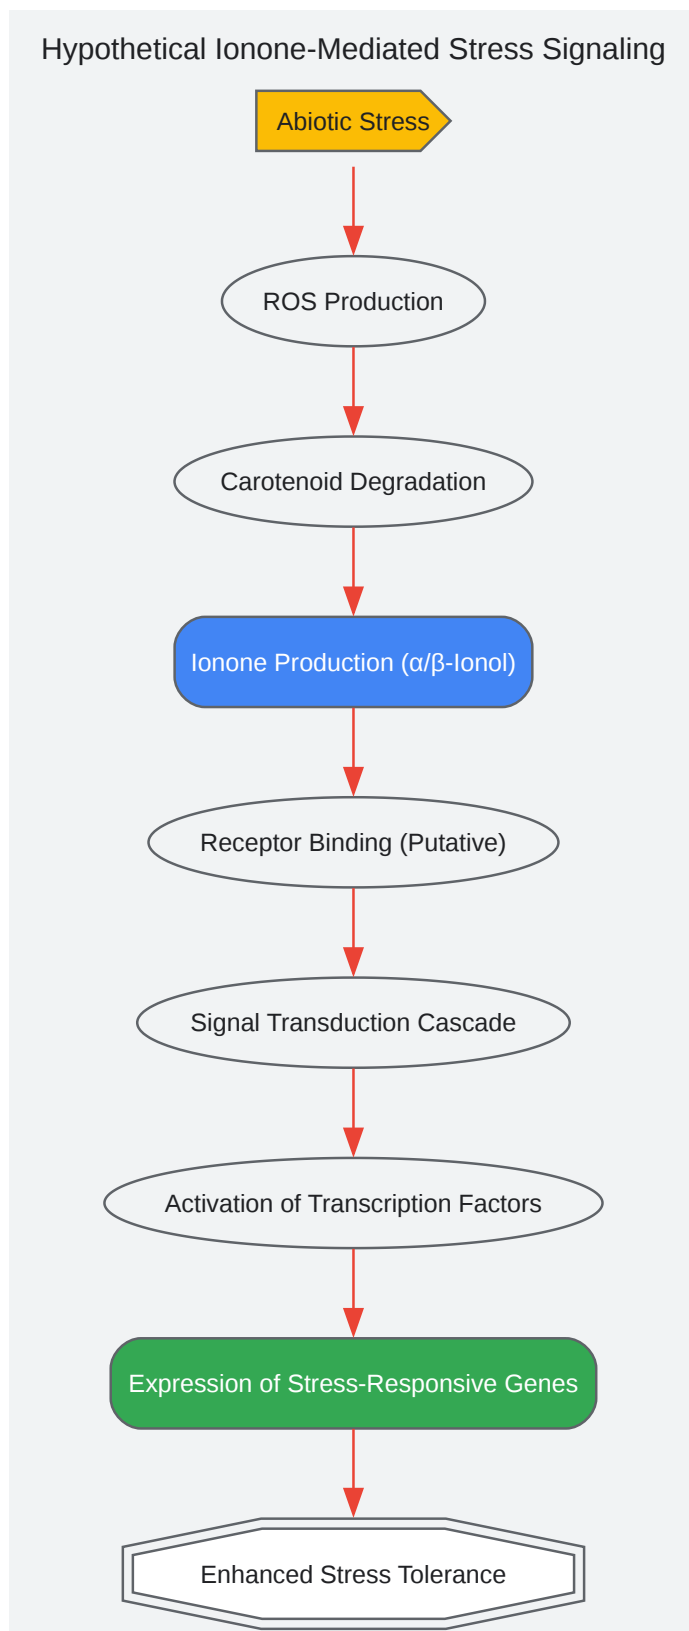 Hypothetical Ionone-Mediated Stress Signaling
Abiotic Stress
ROS Production
Carotenoid Degradation
Ionone Production (α/β-Ionol)
Receptor Binding (Putative)
Signal Transduction Cascade
Activation of Transcription Factors
Expression of Stress-Responsive Genes
Enhanced Stress Tolerance